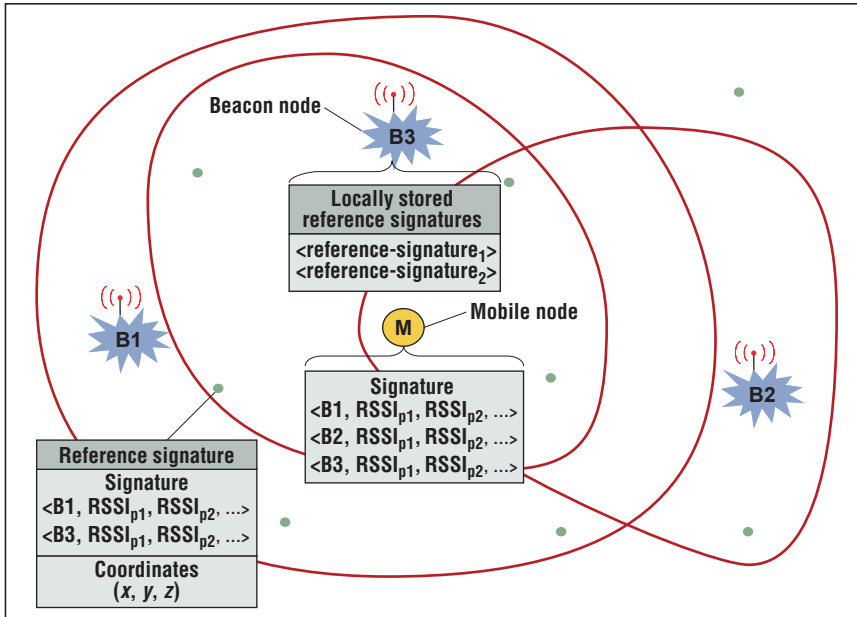 Beacon node
B3
Locally stored
reference signatures
<reference-signature₁>
<reference-signature₂>
B1
M
Mobile node
B2
Signature
<B1, RSSIp1, RSSIp2, ...>
<B2, RSSIp1, RSSIp2, ...>
<B3, RSSIp1, RSSIp2, ...>
Reference signature
Signature
<B1, RSSIp1, RSSIp2, ...>
<B3, RSSIp1, RSSIp2, ...>
Coordinates
(x, y, z)